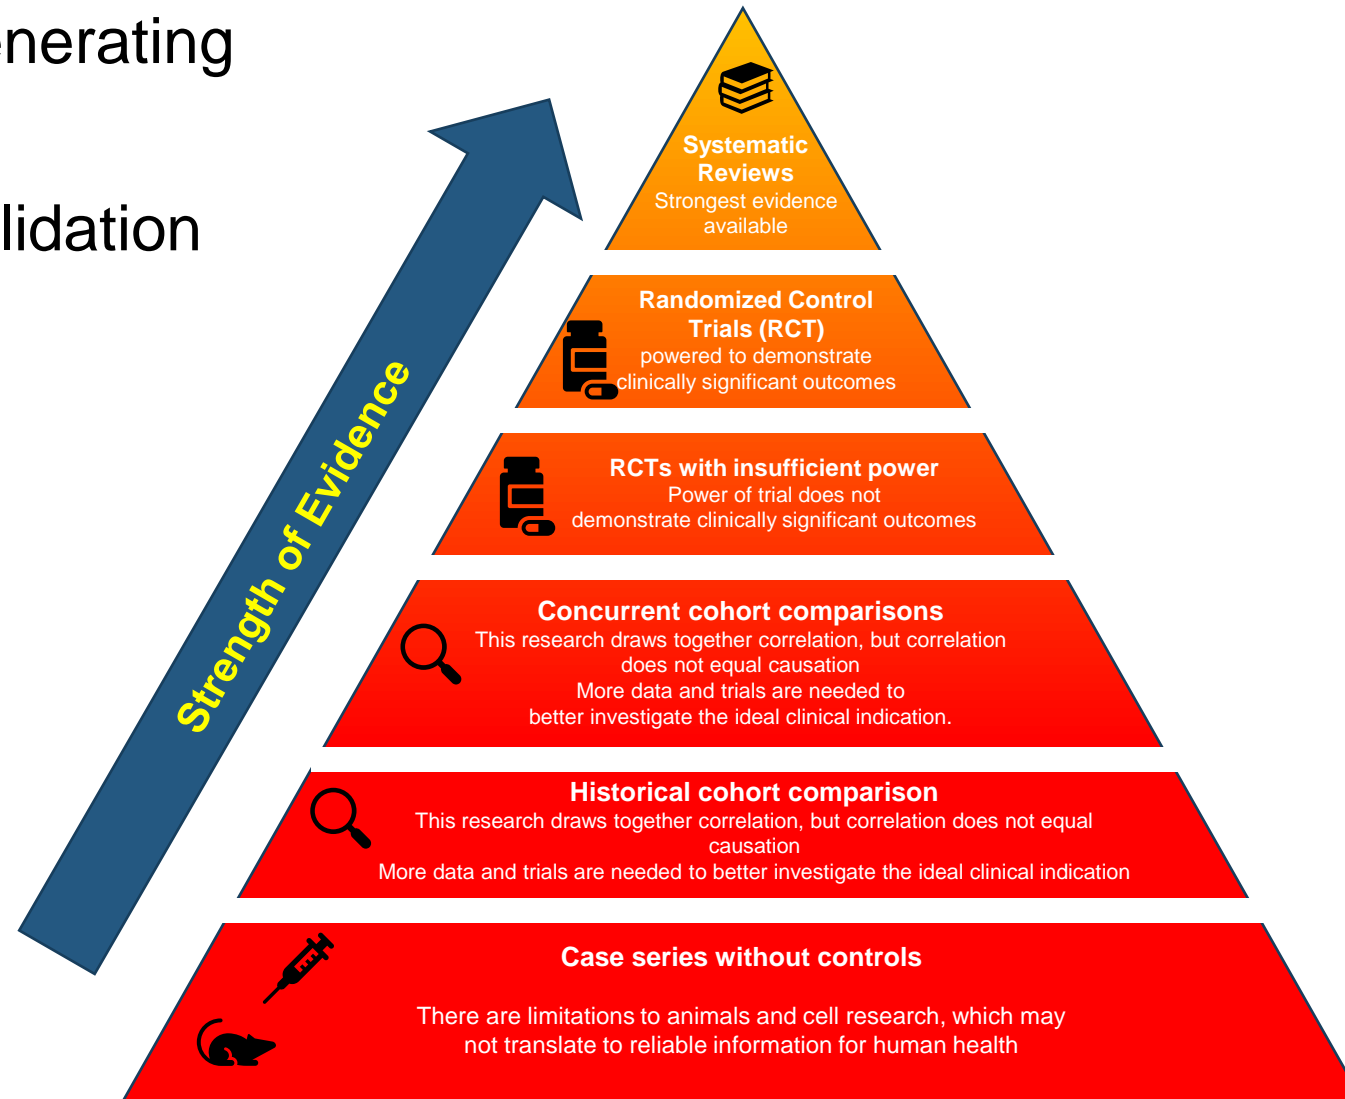 enerating
lidation
Strength of Evidence
Systematic
Reviews
Strongest evidence
available
Randomized Control
Trials (RCT)
powered to demonstrate
clinically significant outcomes
RCTs with insufficient power
Power of trial does not
demonstrate clinically significant outcomes
Concurrent cohort comparisons
This research draws together correlation, but correlation
does not equal causation
More data and trials are needed to
better investigate the ideal clinical indication.
Historical cohort comparison
This research draws together correlation, but correlation does not equal
causation
More data and trials are needed to better investigate the ideal clinical indication
Case series without controls
There are limitations to animals and cell research, which may
not translate to reliable information for human health